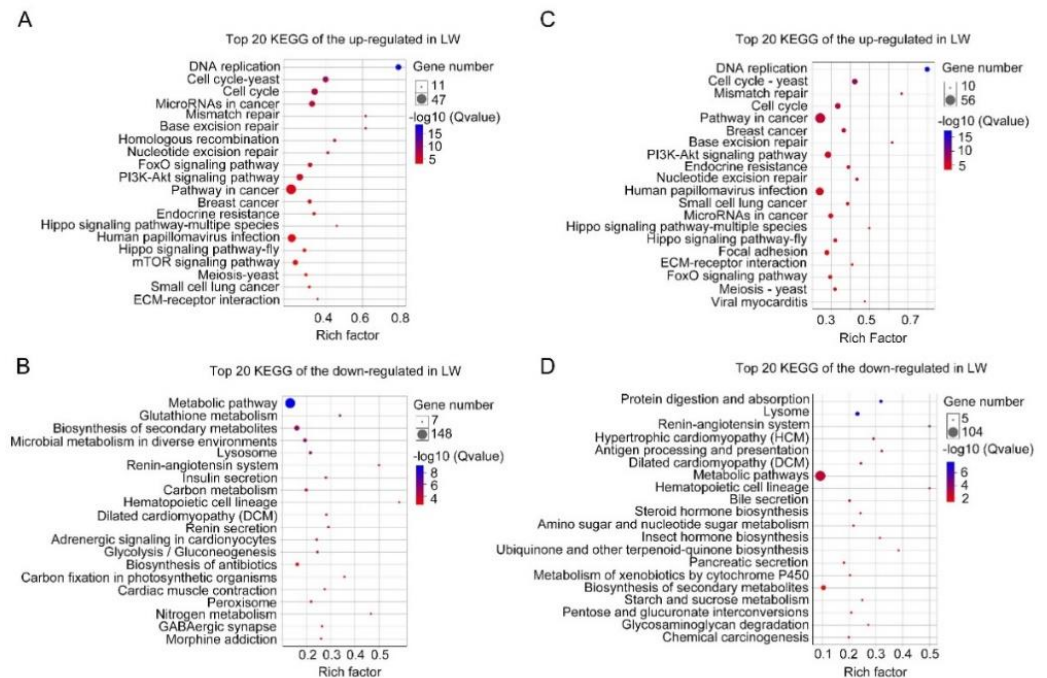 A
Top 20 KEGG of the up-regulated in LW
DNA replication
Cell cycle-yeast
Cell cycle
MicroRNAs in cancer
Mismatch repair
Base excision repair
Homologous recombination
Nucleotide excision repair
FoxO signaling pathway
PI3K-Akt signaling pathway
Pathway in cancer
Breast cancer
Endocrine resistance
Hippo signaling pathway-multipe species
Human papillomavirus infection
Hippo signaling pathway-fly
mTOR signaling pathway
Meiosis-yeast
Small cell lung cancer
ECM-receptor interaction
0.4 0.6 0.8
Rich factor
Gene number
11
47
-log10 (Qvalue)
15
10
5
C
Top 20 KEGG of the up-regulated in LW
DNA replication
Cell cycle - yeast
Mismatch repair
Cell cycle
Pathway in cancer
Breast cancer
Base excision repair
PI3K-Akt signaling pathway
Endocrine resistance
Nucleotide excision repair
Human papillomavirus infection
Small cell lung cancer
MicroRNAs in cancer
Hippo signaling pathway-multiple species
Hippo signaling pathway-fly
Focal adhesion
ECM-receptor interaction
FoxO signaling pathway
Meiosis - yeast
Viral myocarditis
0.3 0.5 0.7
Rich Factor
Gene number
10
56
-log10 (Qvalue)
15
10
5
B
Top 20 KEGG of the down-regulated in LW
Metabolic pathway
Glutathione metabolism
Biosynthesis of secondary metabolites
Microbial metabolism in diverse environments
Lysosome
Renin-angiotensin system
Insulin secretion
Carbon metabolism
Hematopoietic cell lineage
Dilated cardiomyopathy (DCM)
Renin secretion
Adrenergic signaling in cardionyocytes
Glycolysis / Gluconeogenesis
Biosynthesis of antibiotics
Carbon fixation in photosynthetic organisms
Cardiac muscle contraction
Peroxisome
Nitrogen metabolism
GABAergic synapse
Morphine addiction
0.2 0.3 0.4 0.5
Rich factor
Gene number
7
148
-log10 (Qvalue)
8
6
4
D
Top 20 KEGG of the down-regulated in LW
Protein digestion and absorption
Lysome
Renin-angiotensin system
Hypertrephic cardiomyopathy (HCM)
Antigen processing and presentation
Dilated cardiomyopathy (DCM)
Metabolic pathways
Hematopoietic cell lineage
Bile secretion
Steroid hormone biosynthesis
Amino sugar and nucleotide sugar metabolism
Insect hormone biosynthesis
Ubiquinone and other terpenoid-quinone biosynthesis
Pancreatic secretion
Metabolism of xenobiotics by cytochrome P450
Biosynthesis of secondary metabolites
Starch and sucrose metabolism
Pentose and glucuronate interconversions
Glycosaminoglycan degradation
Chemical carcinogenesis
0.1 0.2 0.3 0.4 0.5
Rich factor
Gene number
5
104
-log10 (Qvalue)
6
4
2